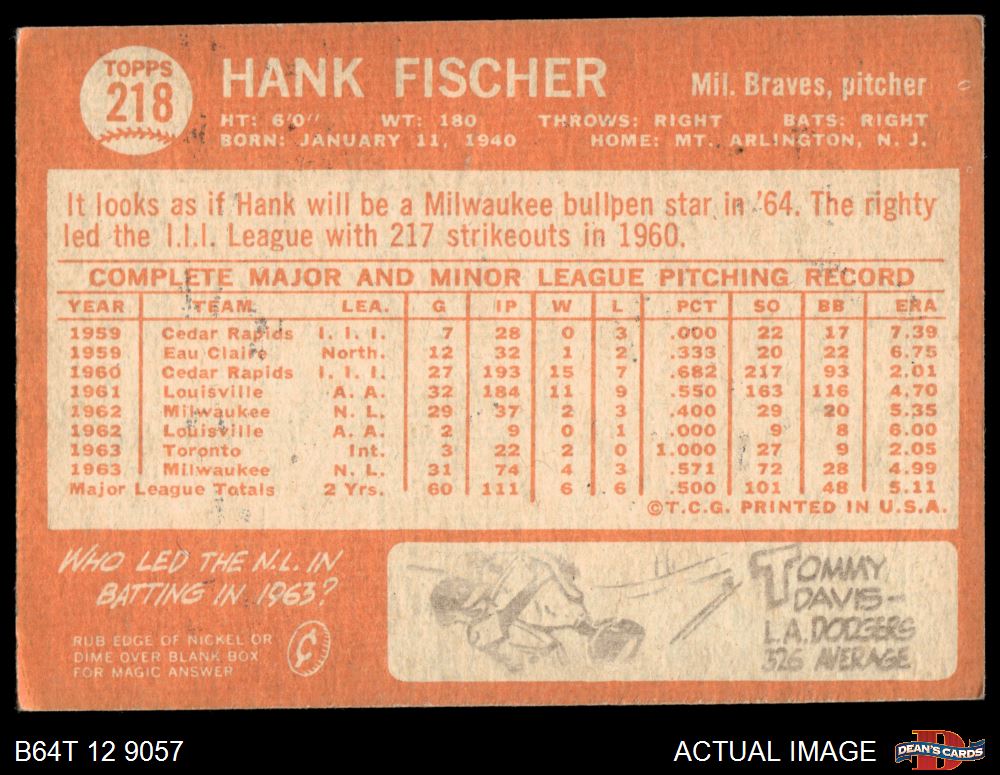 TOPPS
218
HANK FISCHER
Mil. Braves, pitcher
HT: 6'0" WT: 180 THROWS: RIGHT BATS: RIGHT
BORN: JANUARY 11, 1940 HOME: MT. ARLINGTON, N. J.
It looks as if Hank will be a Milwaukee bullpen star in '64. The righty
led the I.I.I. League with 217 strikeouts in 1960.
COMPLETE MAJOR AND MINOR LEAGUE PITCHING RECORD
YEAR TEAM LEA. G IP W L PCT SO BB ERA
1959 Cedar Rapids I. I. I. 7 28 0 3 .000 22 17 7.39
1959 Eau Claire North. 12 32 1 2 .333 20 22 6.75
1960 Cedar Rapids I. I. I. 27 193 15 7 .682 217 93 2.01
1961 Louisville A. A. 32 184 11 9 .550 163 116 4.70
1962 Milwaukee N. L. 29 37 2 3 .400 29 20 5.35
1962 Louisville A. A. 2 9 0 1 .000 9 8 6.00
1963 Toronto Int. 3 22 2 0 1.000 27 9 2.05
1963 Milwaukee N. L. 31 74 4 3 .571 72 28 4.99
Major League Totals 2 Yrs. 60 111 6 6 .500 101 48 5.11
©T.C.G. PRINTED IN U.S.A.
WHO LED THE N.L. IN
BATTING IN 1963?
RUB EDGE OF NICKEL OR
DIME OVER BLANK BOX
FOR MAGIC ANSWER
TOMMY
DAVIS-
L.A. DODGERS
326 AVERAGE
B64T 12 9057
ACTUAL IMAGE
DEAN'S CARDS